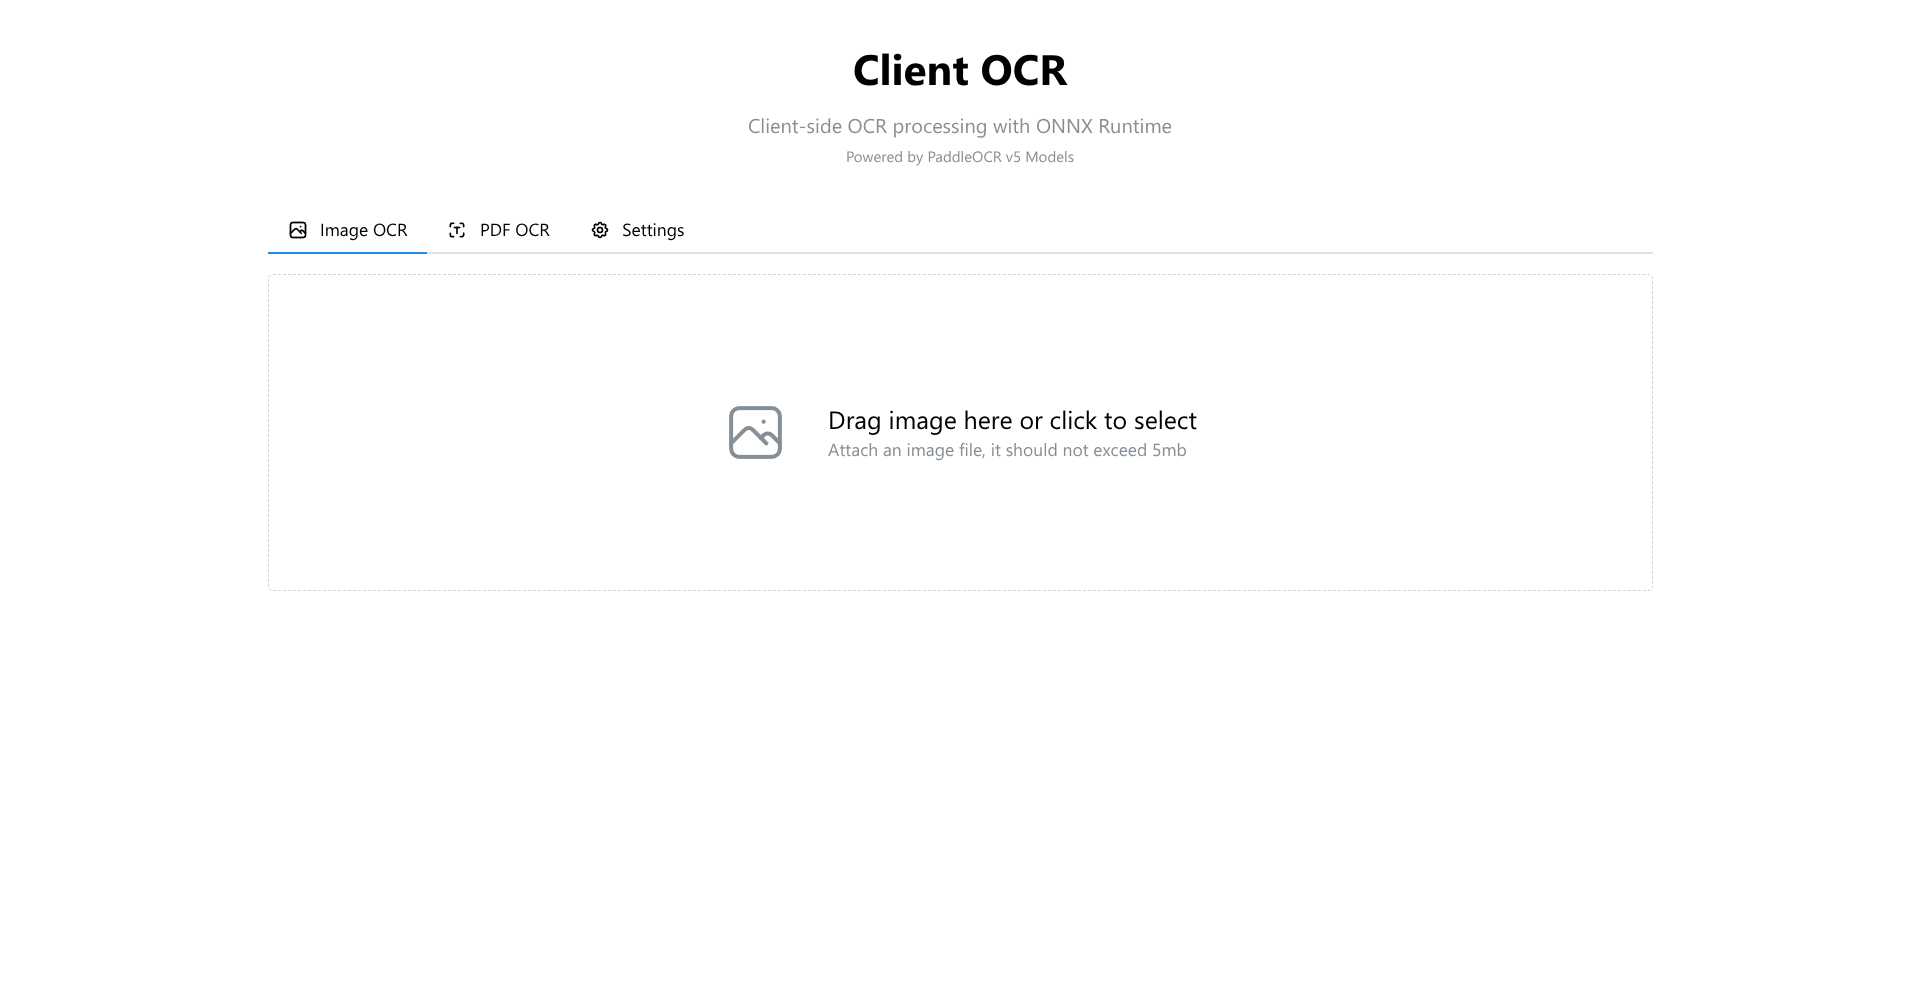 Client OCR
Client-side OCR processing with ONNX Runtime
Powered by PaddleOCR v5 Models
Image OCR PDF OCR Settings
Drag image here or click to select
Attach an image file, it should not exceed 5mb